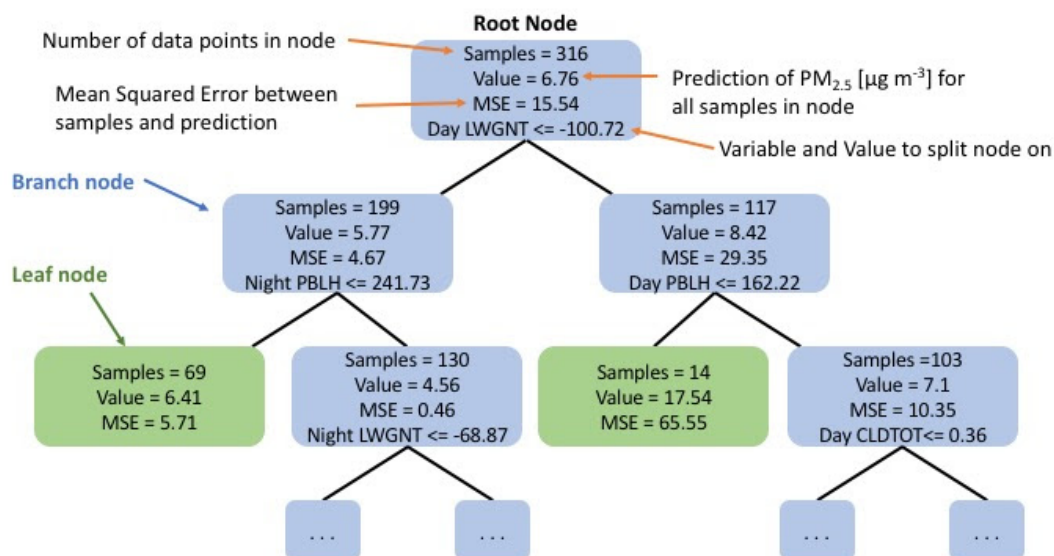 Root Node
Number of data points in node
Samples = 316
Value = 6.76
MSE = 15.54
Day LWGNT <= -100.72
Mean Squared Error between
samples and prediction
Prediction of PM2.5 [µg m-3] for
all samples in node
Variable and Value to split node on
Branch node
Samples = 199
Value = 5.77
MSE = 4.67
Night PBLH <= 241.73
Samples = 117
Value = 8.42
MSE = 29.35
Day PBLH <= 162.22
Leaf node
Samples = 69
Value = 6.41
MSE = 5.71
Samples = 130
Value = 4.56
MSE = 0.46
Night LWGNT <= -68.87
Samples = 14
Value = 17.54
MSE = 65.55
Samples =103
Value = 7.1
MSE = 10.35
Day CLDTOT<= 0.36
. . .
. . .
. . .
. . .